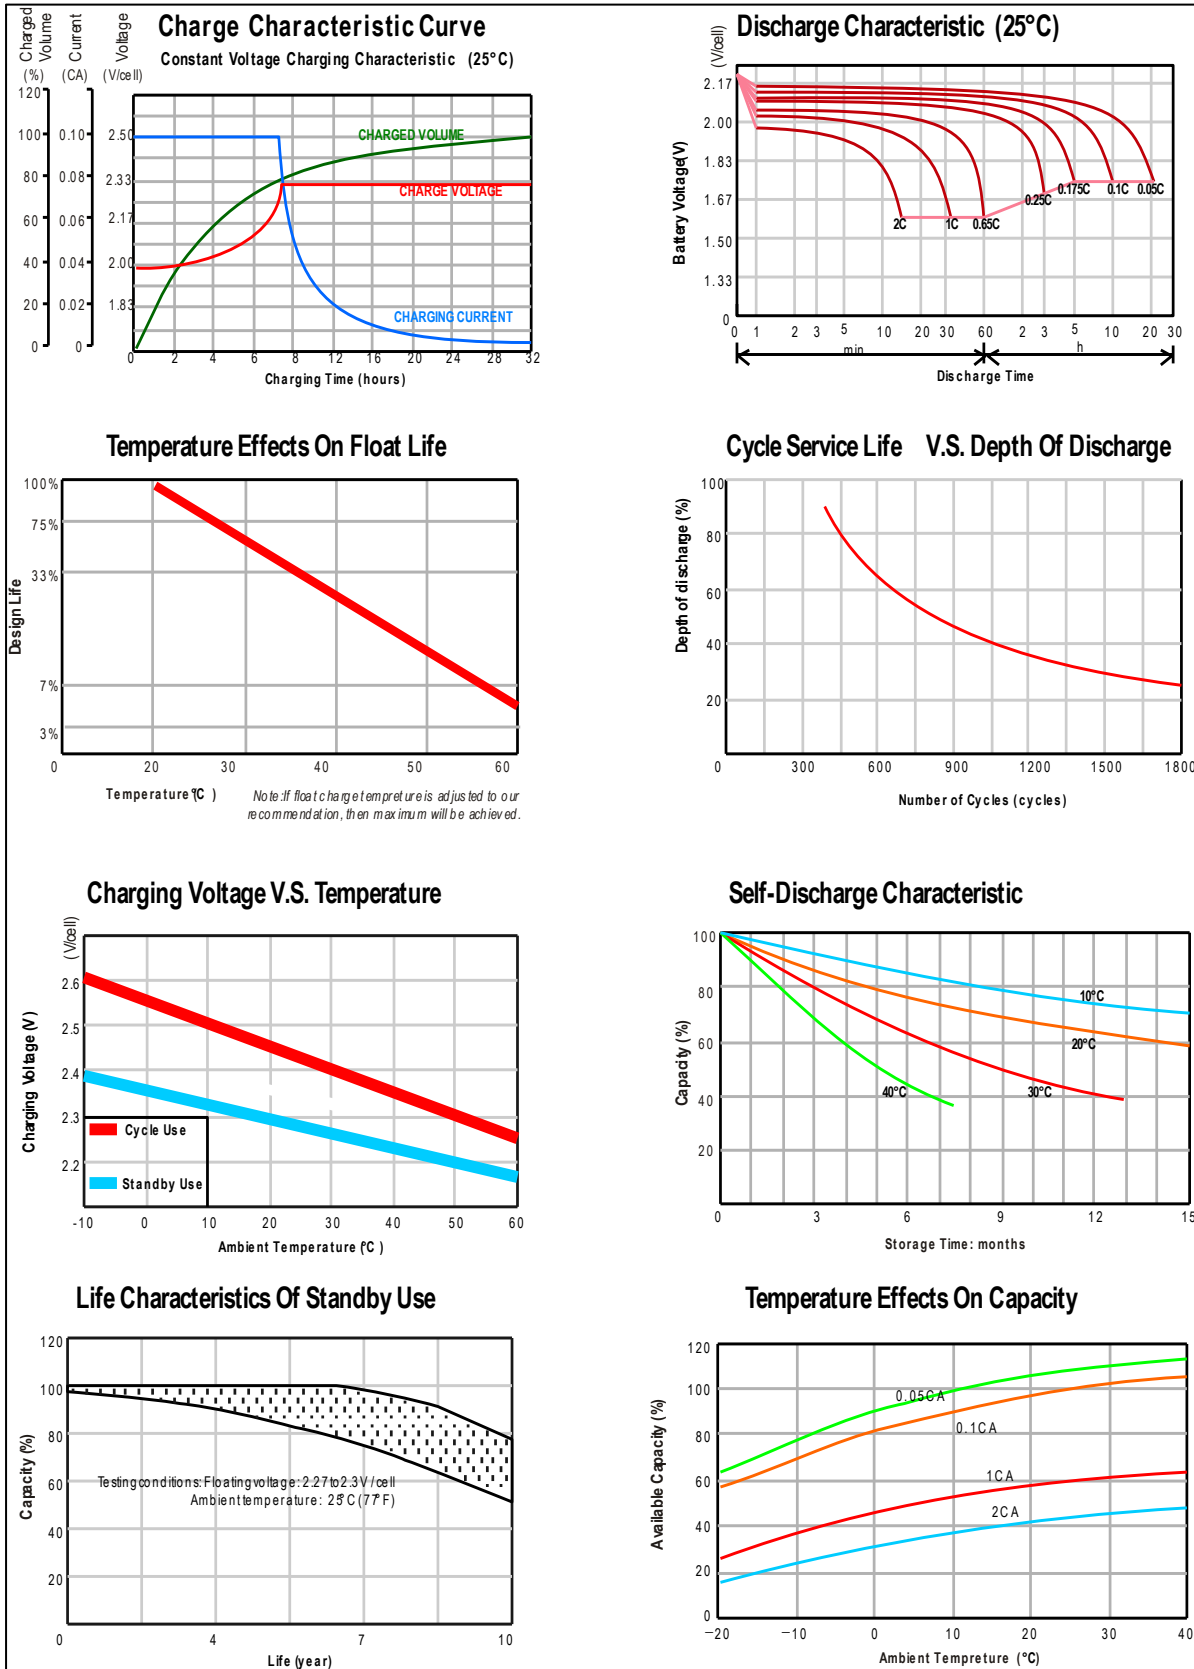 Charge Characteristic Curve
Constant Voltage Charging Characteristic (25°C)
Charged Volume
(%)
Current
(CA)
Voltage
(V/cell)
120
100 0.10 2.50
80 0.08 2.33
60 0.06 2.17
40 0.04 2.00
20 0.02 1.83
0 0
CHARGED VOLUME
CHARGE VOLTAGE
CHARGING CURRENT
0 2 4 6 8 12 16 20 24 28 32
Charging Time (hours)
Discharge Characteristic (25°C)
(V/cell)
Battery Voltage(V)
2.17
2.00
1.83
1.67
1.50
1.33
0
2C 1C 0.65C 0.25C 0.175C 0.1C 0.05C
0 1 2 3 5 10 20 30 60 2 3 5 10 20 30
min h
Discharge Time
Temperature Effects On Float Life
Design Life
100%
75%
33%
7%
3%
0 20 30 40 50 60
Temperature(°C )
Note:If float charge tempreture is adjusted to our
recommendation, then maximum will be achieved.
Cycle Service Life V.S. Depth Of Discharge
Depth of discharge (%)
100
80
60
40
20
0 300 600 900 1200 1500 1800
Number of Cycles (cycles)
Charging Voltage V.S. Temperature
(V/cell)
Charging Voltage (V)
2.6
2.5
2.4
2.3
2.2
Cycle Use
Standby Use
-10 0 10 20 30 40 50 60
Ambient Temperature (°C )
Self-Discharge Characteristic
Capacity (%)
100
80
60
40
20
10°C
20°C
30°C
40°C
0 3 6 9 12 15
Storage Time: months
Life Characteristics Of Standby Use
Capacity (%)
120
100
80
60
40
20
Testing conditions: Floating voltage: 2.27 to 2.3 V / cell
Ambient temperature: 25°C (77°F)
0 4 7 10
Life (year)
Temperature Effects On Capacity
Available Capacity (%)
120
100
80
60
40
20
0
0.05CA
0.1CA
1CA
2CA
-20 -10 0 10 20 30 40
Ambient Tempreture (°C)